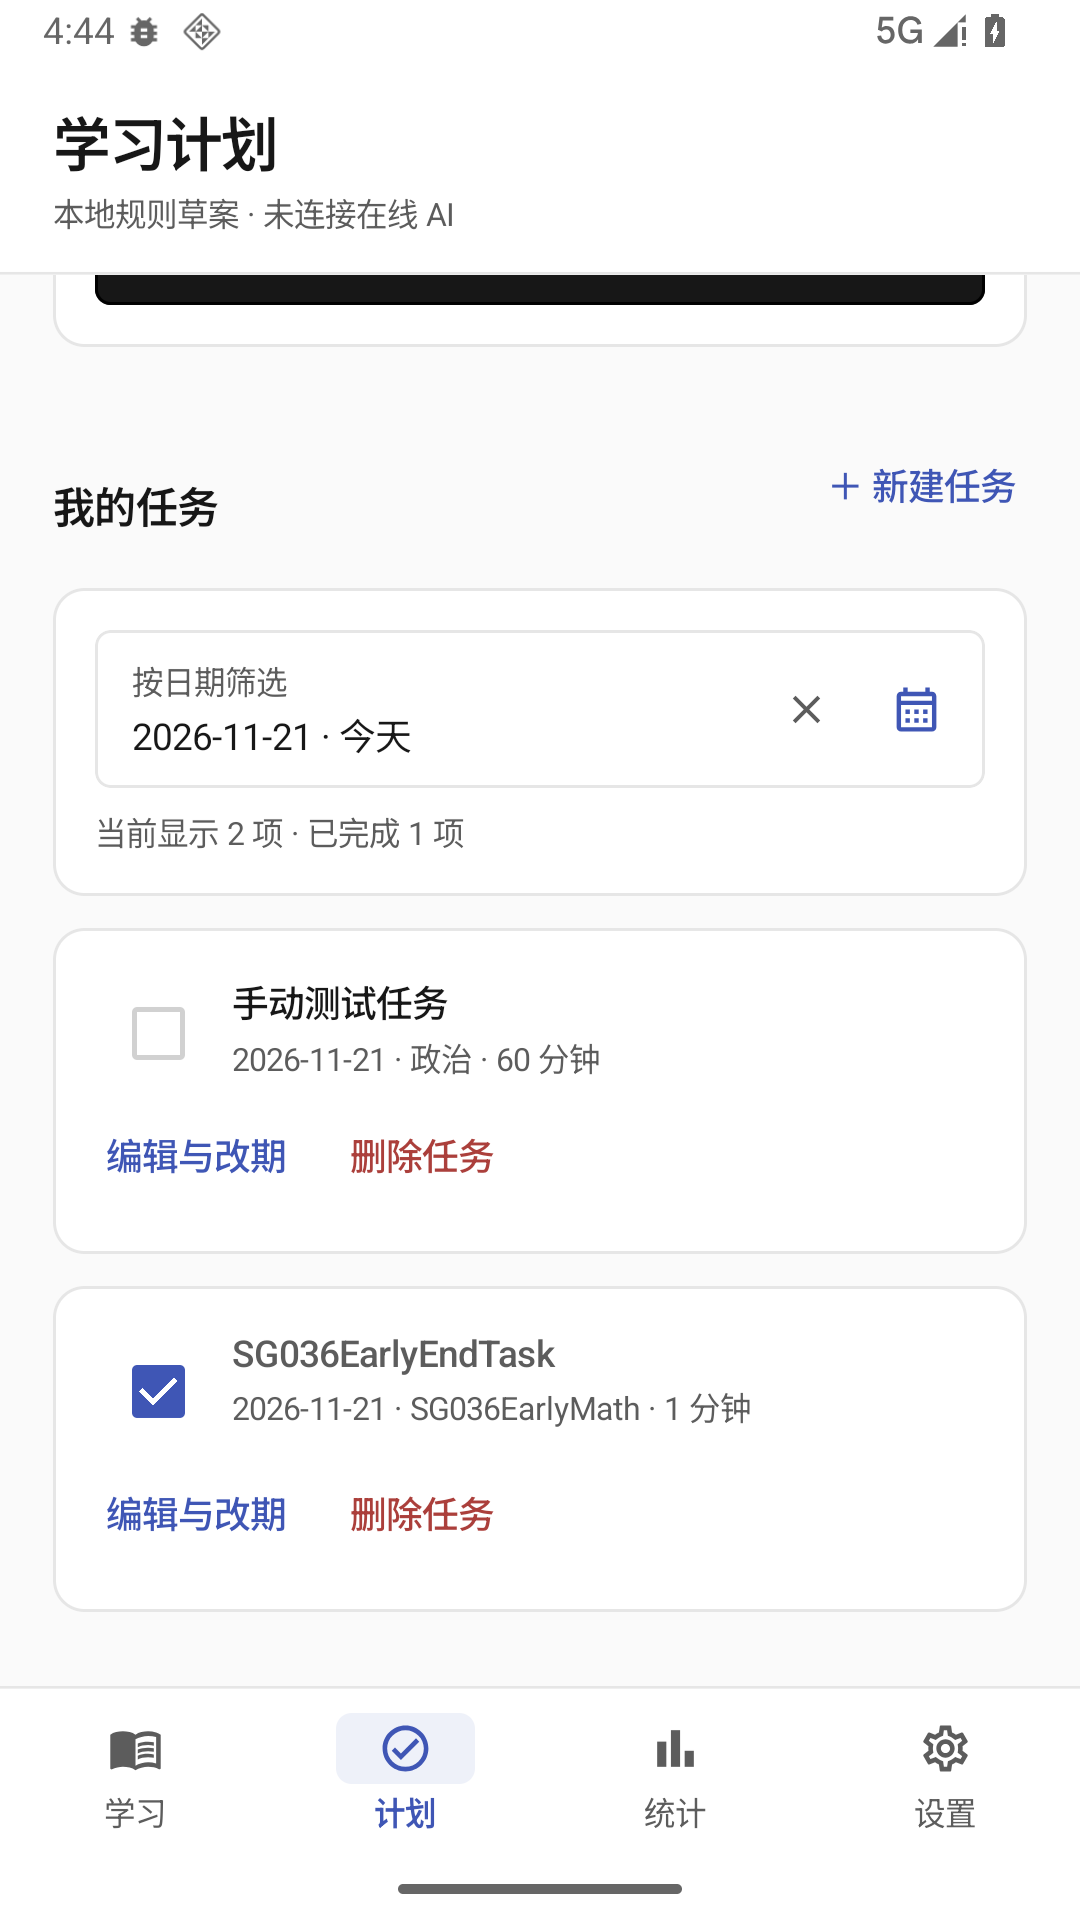 4:44
5G
学习计划
本地规则草案 · 未连接在线 AI
我的任务
+ 新建任务
按日期筛选
2026-11-21 · 今天
当前显示 2 项 · 已完成 1 项
手动测试任务
2026-11-21 · 政治 · 60 分钟
编辑与改期 删除任务
SG036EarlyEndTask
2026-11-21 · SG036EarlyMath · 1 分钟
编辑与改期 删除任务
学习 计划 统计 设置